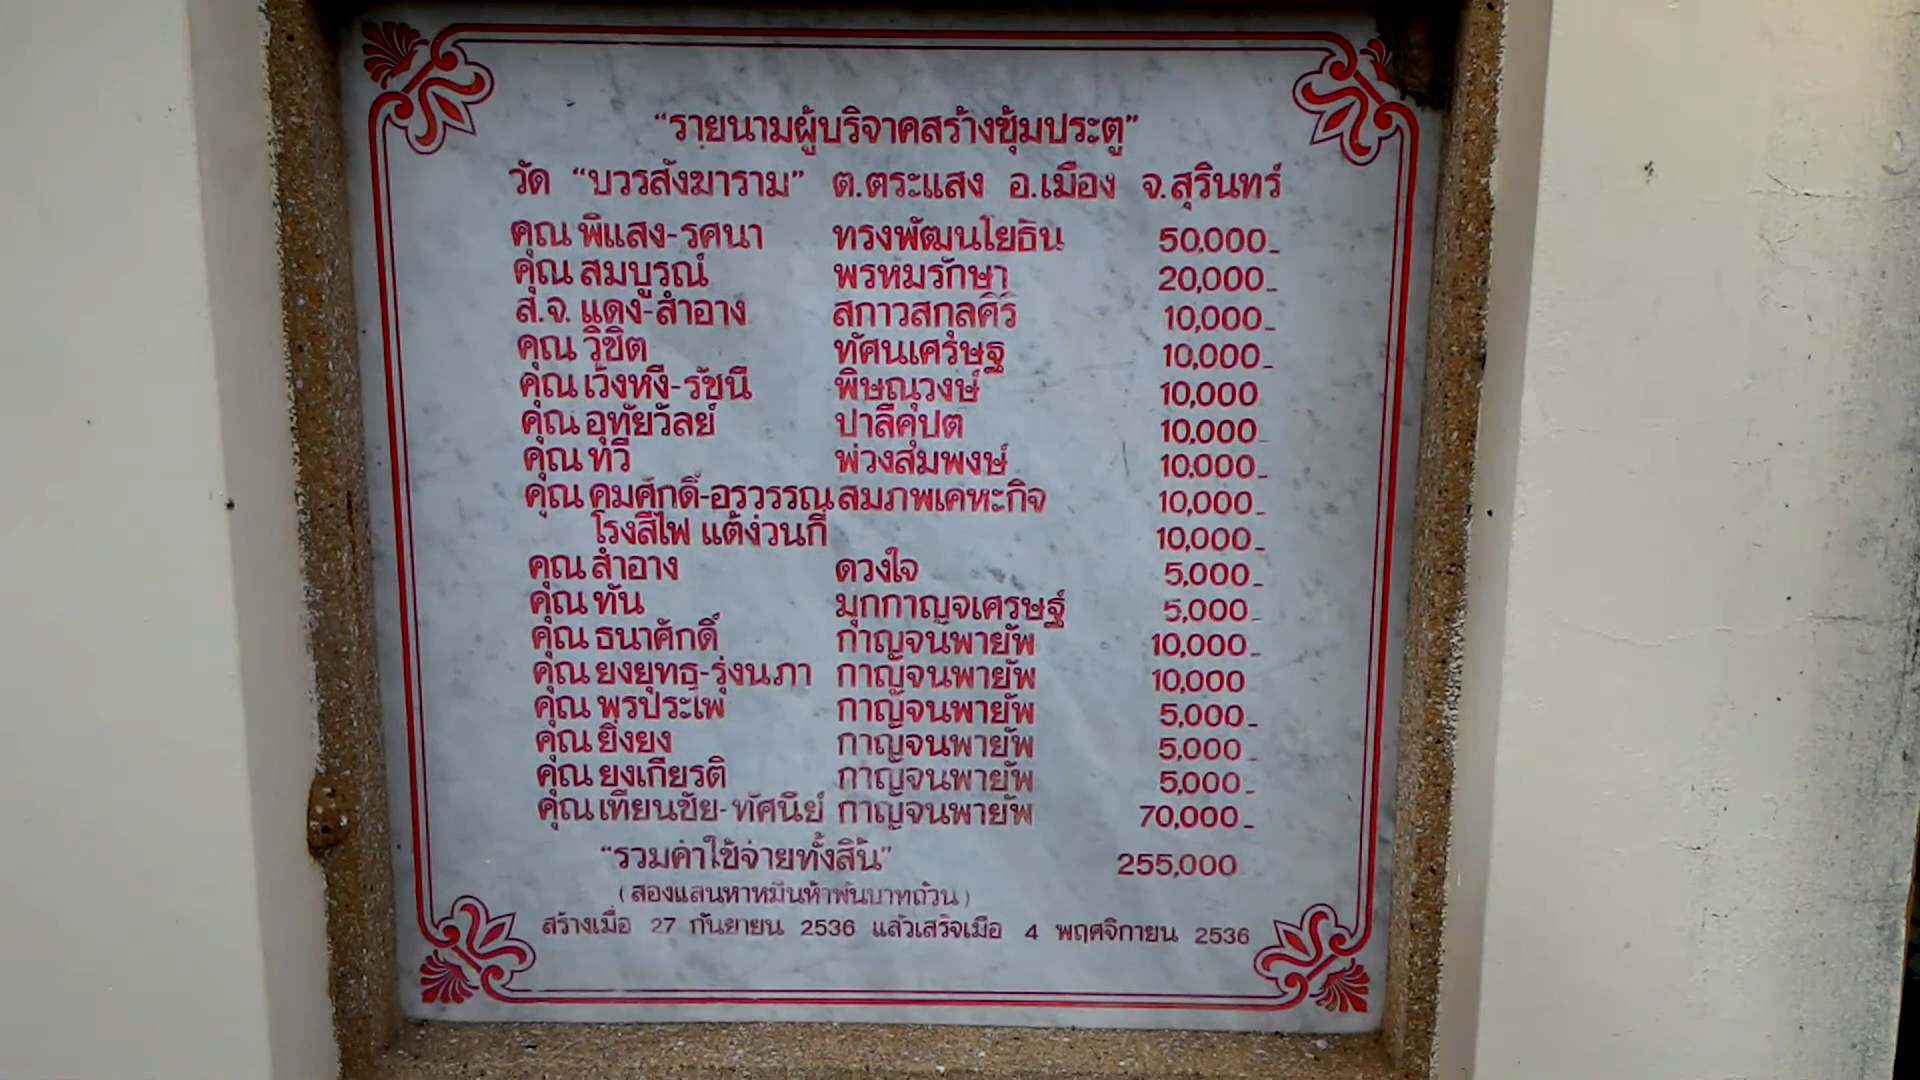 “รายนามผู้บริจาคสร้างซุ้มประตู”
วัด “บวรสังฆาราม” ต.ตระแสง อ.เมือง จ.สุรินทร์
คุณ พิแสง-รศนา ทรงพัฒนโยธิน 50,000_
คุณ สมบูรณ์ พรหมรักษา 20,000_
ส.จ. แดง-สำอาง สกาวสกุลศิริ 10,000_
คุณ วิชิต ทัศนเศรษฐ 10,000_
คุณ เว้งหงี-รัชนี พิษณุวงษ์ 10,000
คุณ อุทัยวัลย์ ปาลีคุปต 10,000_
คุณ ทวี พ่วงสมพงษ์ 10,000_
คุณ คมศักดิ์-อรวรรณ สมภพเคหะกิจ 10,000_
โรงสีไฟ แต้ง่วนกี่ 10,000_
คุณ สำอาง ดวงใจ 5,000_
คุณ ทัน มุกกาญจเศรษฐ์ 5,000_
คุณ ธนาศักดิ์ กาญจนพายัพ 10,000_
คุณ ยงยุทธ-รุ่งนภา กาญจนพายัพ 10,000
คุณ พรประไพ กาญจนพายัพ 5,000_
คุณ ยิ่งยง กาญจนพายัพ 5,000_
คุณ ยงเกียรติ กาญจนพายัพ 5,000_
คุณ เทียนชัย-ทัศนีย์ กาญจนพายัพ 70,000_
“รวมค่าใช้จ่ายทั้งสิ้น” 255,000
(สองแสนห้าหมื่นห้าพันบาทถ้วน)
สร้างเมื่อ 27 กันยายน 2536 แล้วเสร็จเมื่อ 4 พฤศจิกายน 2536